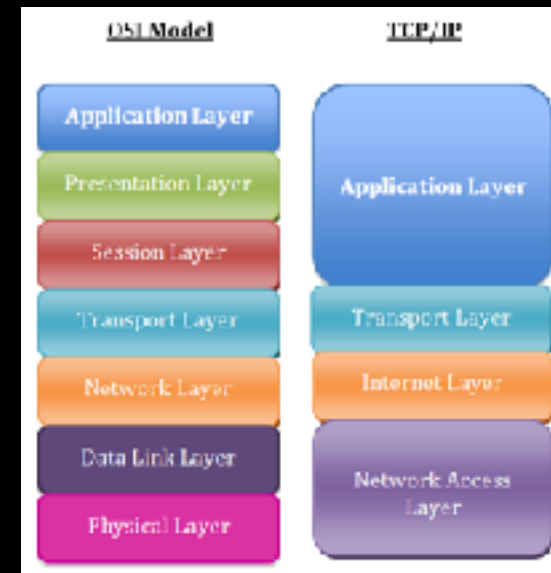 OSI Model
TCP/IP
Application Layer
Presentation Layer
Session Layer
Transport Layer
Network Layer
Data Link Layer
Physical Layer
Application Layer
Transport Layer
Internet Layer
Network Access
Layer